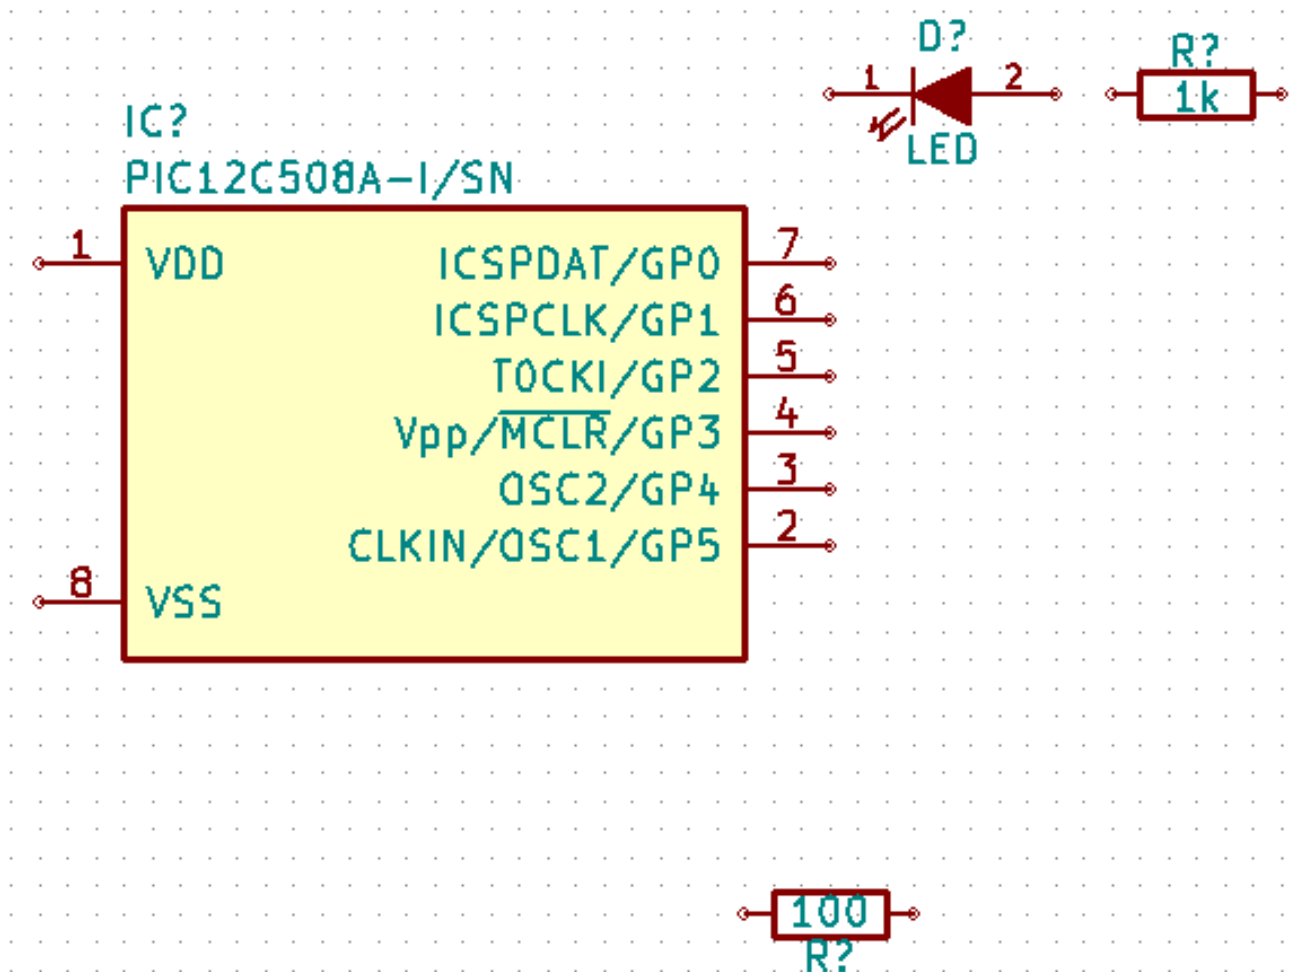 D?
1 2
LED
R?
1k
IC?
PIC12C508A-I/SN
1 VDD
8 VSS
ICSPDAT/GP0 7
ICSPCLK/GP1 6
T0CKI/GP2 5
Vpp/MCLR/GP3 4
OSC2/GP4 3
CLKIN/OSC1/GP5 2
100
R?